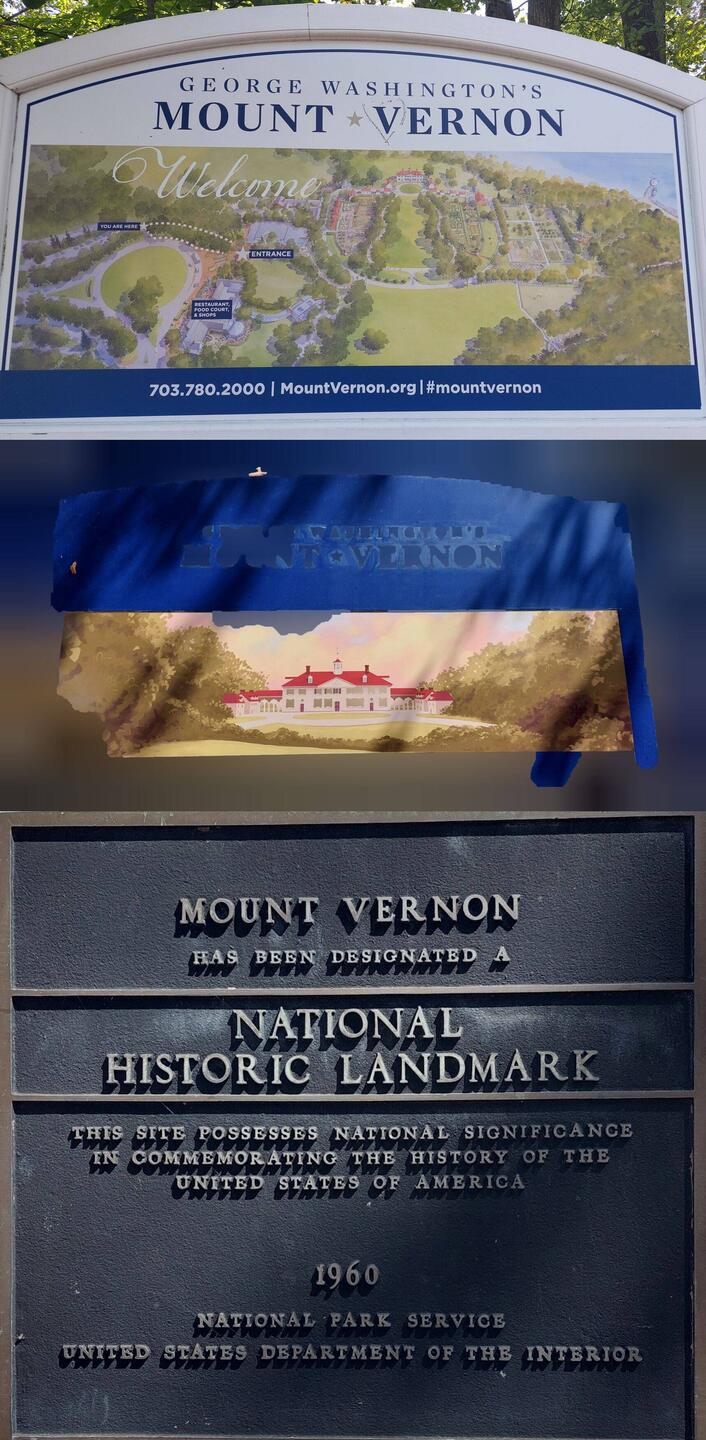 GEORGE WASHINGTON'S
MOUNT VERNON
Welcome
YOU ARE HERE
ENTRANCE
RESTAURANT,
FOOD COURT,
& SHOPS
703.780.2000 | MountVernon.org | #mountvernon
WASHINGTON'S
MOUNT VERNON
MOUNT VERNON
HAS BEEN DESIGNATED A
NATIONAL
HISTORIC LANDMARK
THIS SITE POSSESSES NATIONAL SIGNIFICANCE
IN COMMEMORATING THE HISTORY OF THE
UNITED STATES OF AMERICA
1960
NATIONAL PARK SERVICE
UNITED STATES DEPARTMENT OF THE INTERIOR